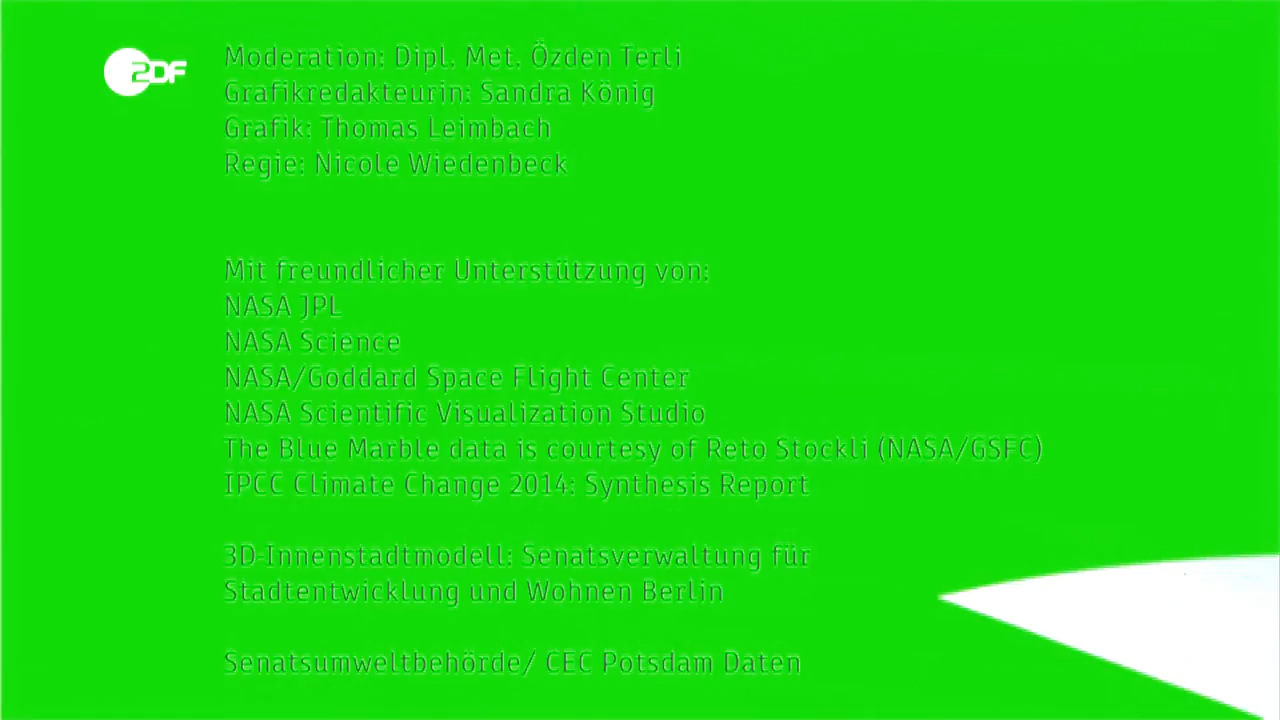 ZDF
Moderation: Dipl. Met. Özden Terli
Grafikredakteurin: Sandra König
Grafik: Thomas Leimbach
Regie: Nicole Wiedenbeck
Mit freundlicher Unterstützung von:
NASA JPL
NASA Science
NASA/Goddard Space Flight Center
NASA Scientific Visualization Studio
The Blue Marble data is courtesy of Reto Stockli (NASA/GSFC)
IPCC Climate Change 2014: Synthesis Report
3D-Innenstadtmodell: Senatsverwaltung für
Stadtentwicklung und Wohnen Berlin
Senatsumweltbehörde/ CEC Potsdam Daten